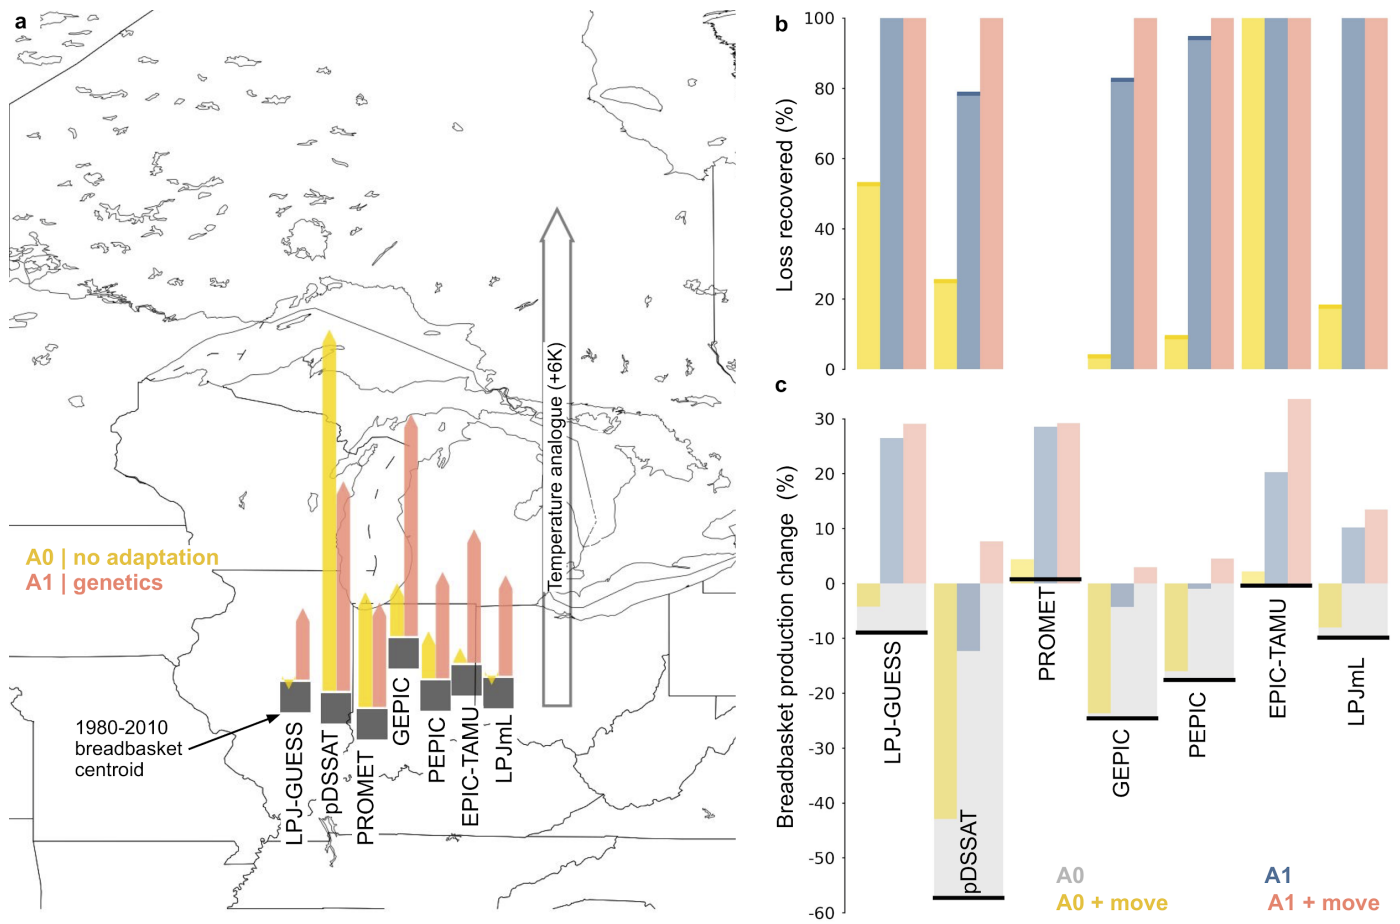 a
A0 | no adaptation
A1 | genetics
1980-2010
breadbasket
centroid
LPJ-GUESS
pDSSAT
PROMET
GEPIC
PEPIC
EPIC-TAMU
LPJmL
Temperature analogue (+6K)
b
Loss recovered (%)
100
80
60
40
20
0
c
Breadbasket production change (%)
30
20
10
0
-10
-20
-30
-40
-50
-60
LPJ-GUESS
pDSSAT
PROMET
GEPIC
PEPIC
EPIC-TAMU
LPJmL
A0
A1
A0 + move
A1 + move